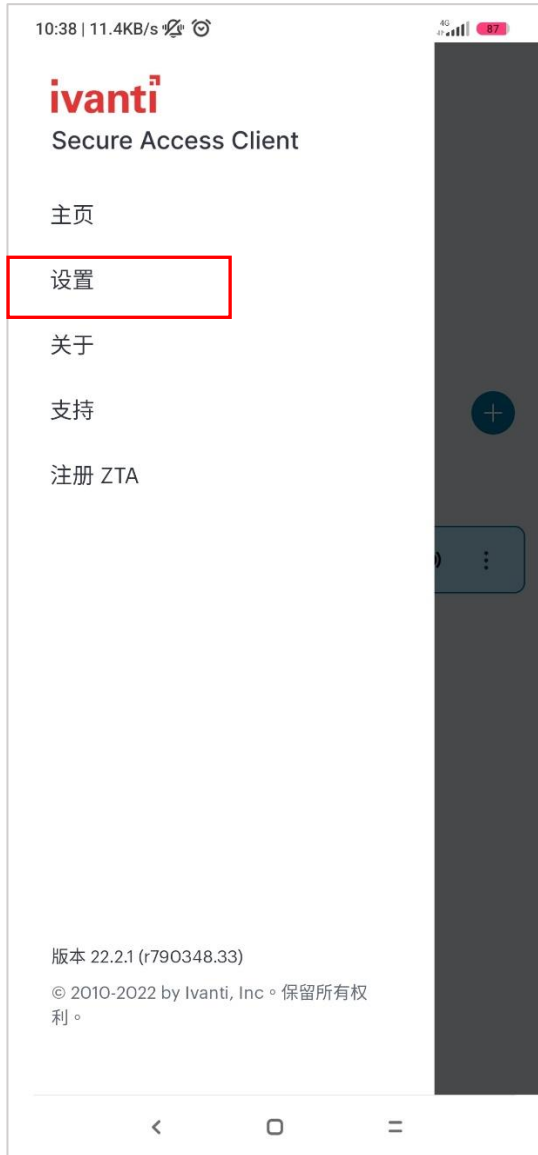 10:38 | 11.4KB/s
4G
87
ivanti
Secure Access Client
主页
设置
关于
支持
注册 ZTA
版本 22.2.1 (r790348.33)
© 2010-2022 by Ivanti, Inc。保留所有权
利。